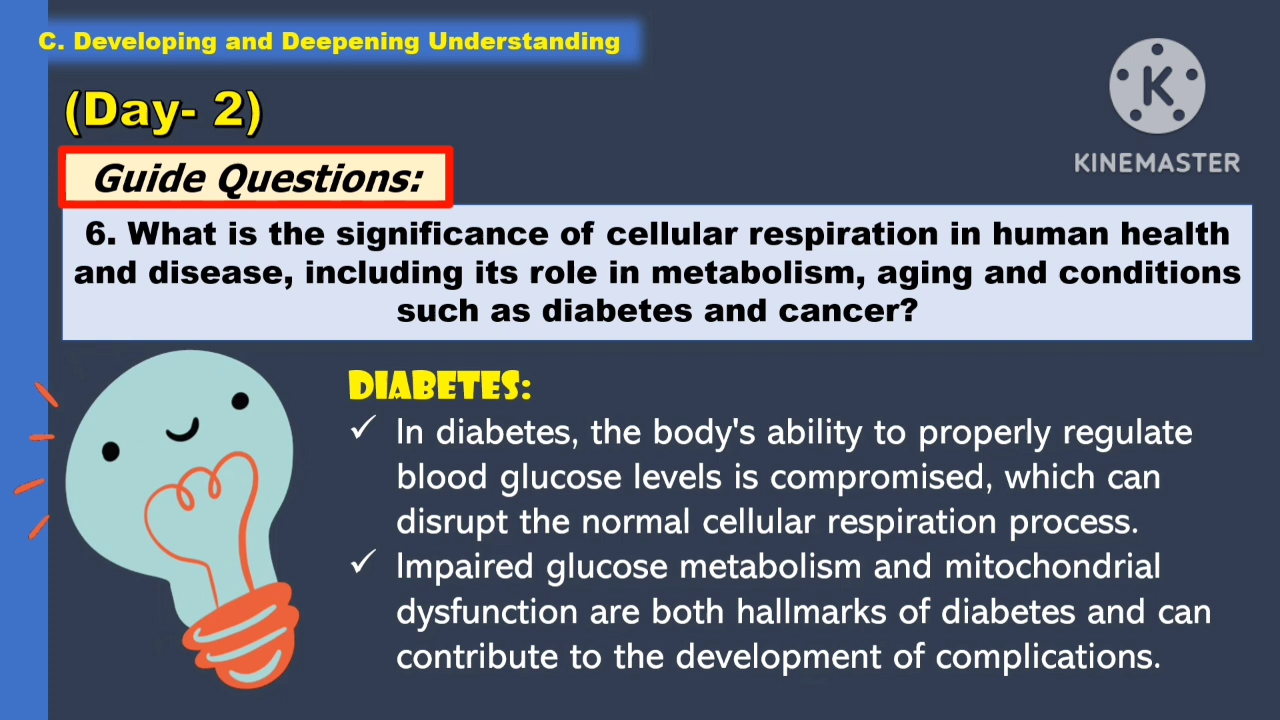 C. Developing and Deepening Understanding
(Day- 2)
K
KINEMASTER
Guide Questions:
6. What is the significance of cellular respiration in human health
and disease, including its role in metabolism, aging and conditions
such as diabetes and cancer?
DIABETES:
✓ In diabetes, the body's ability to properly regulate
blood glucose levels is compromised, which can
disrupt the normal cellular respiration process.
✓ Impaired glucose metabolism and mitochondrial
dysfunction are both hallmarks of diabetes and can
contribute to the development of complications.